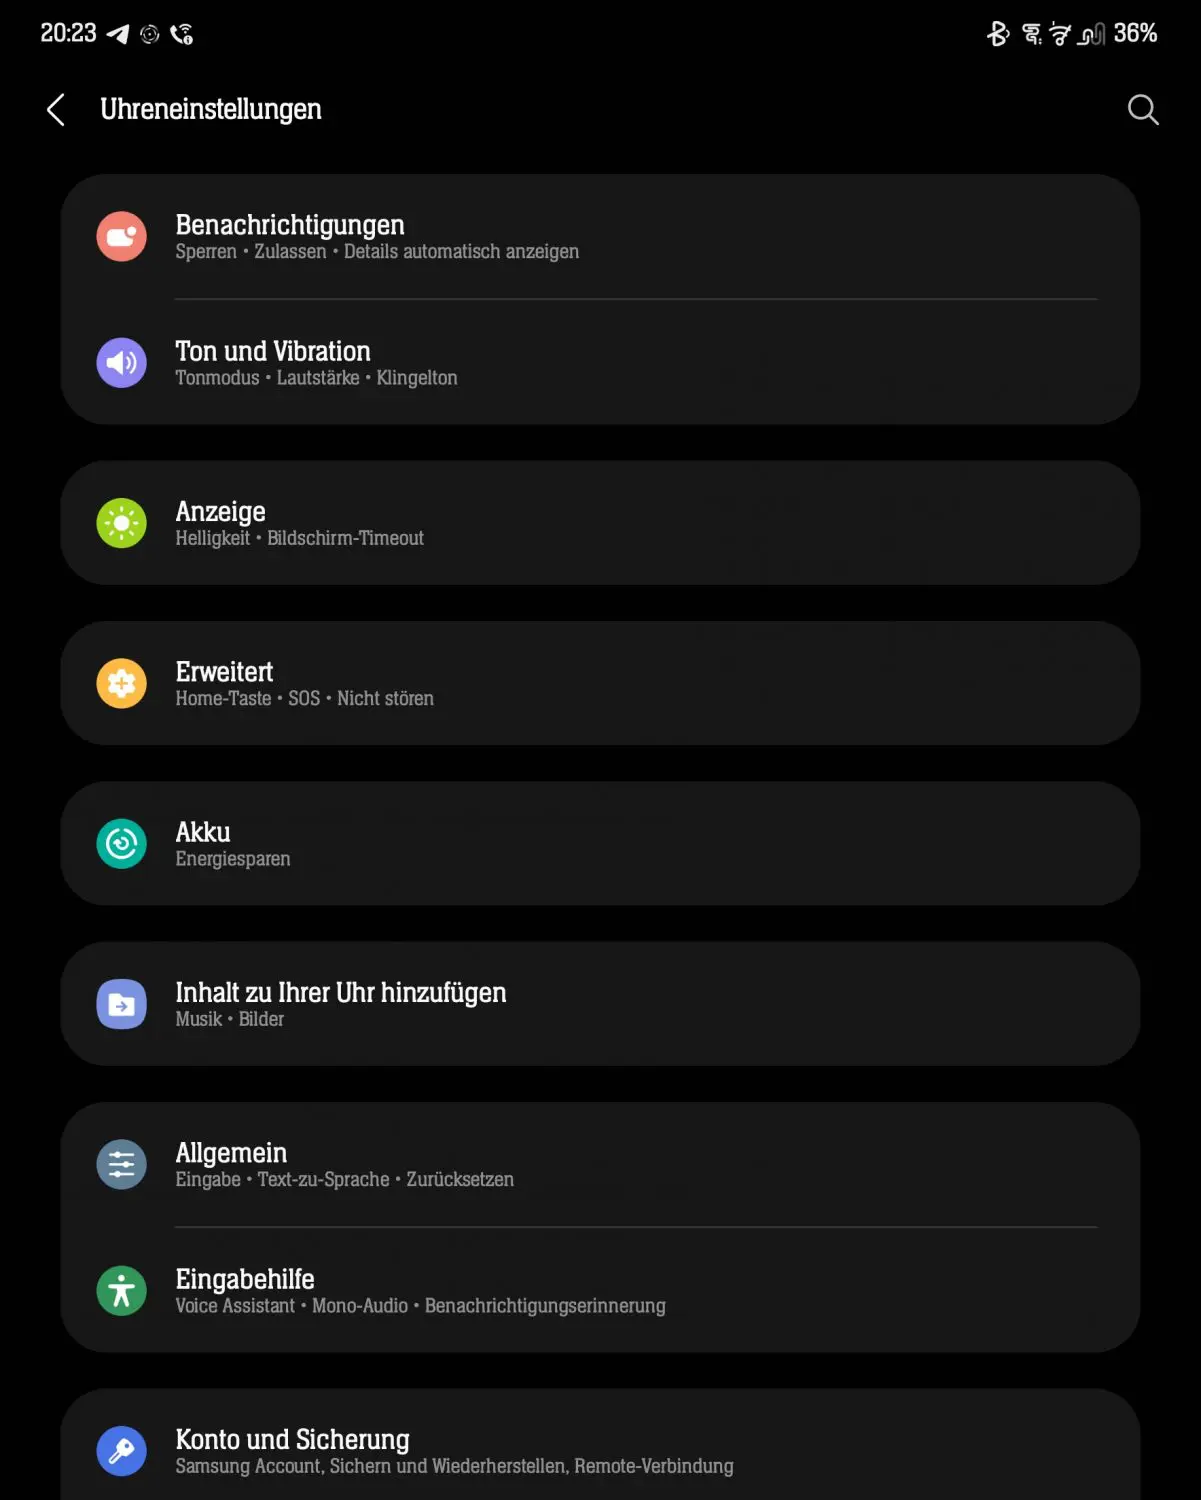 20:23 36%
Uhreneinstellungen
Benachrichtigungen
Sperren • Zulassen • Details automatisch anzeigen
Ton und Vibration
Tonmodus • Lautstärke • Klingelton
Anzeige
Helligkeit • Bildschirm-Timeout
Erweitert
Home-Taste • SOS • Nicht stören
Akku
Energiesparen
Inhalt zu Ihrer Uhr hinzufügen
Musik • Bilder
Allgemein
Eingabe • Text-zu-Sprache • Zurücksetzen
Eingabehilfe
Voice Assistant • Mono-Audio • Benachrichtigungserinnerung
Konto und Sicherung
Samsung Account, Sichern und Wiederherstellen, Remote-Verbindung